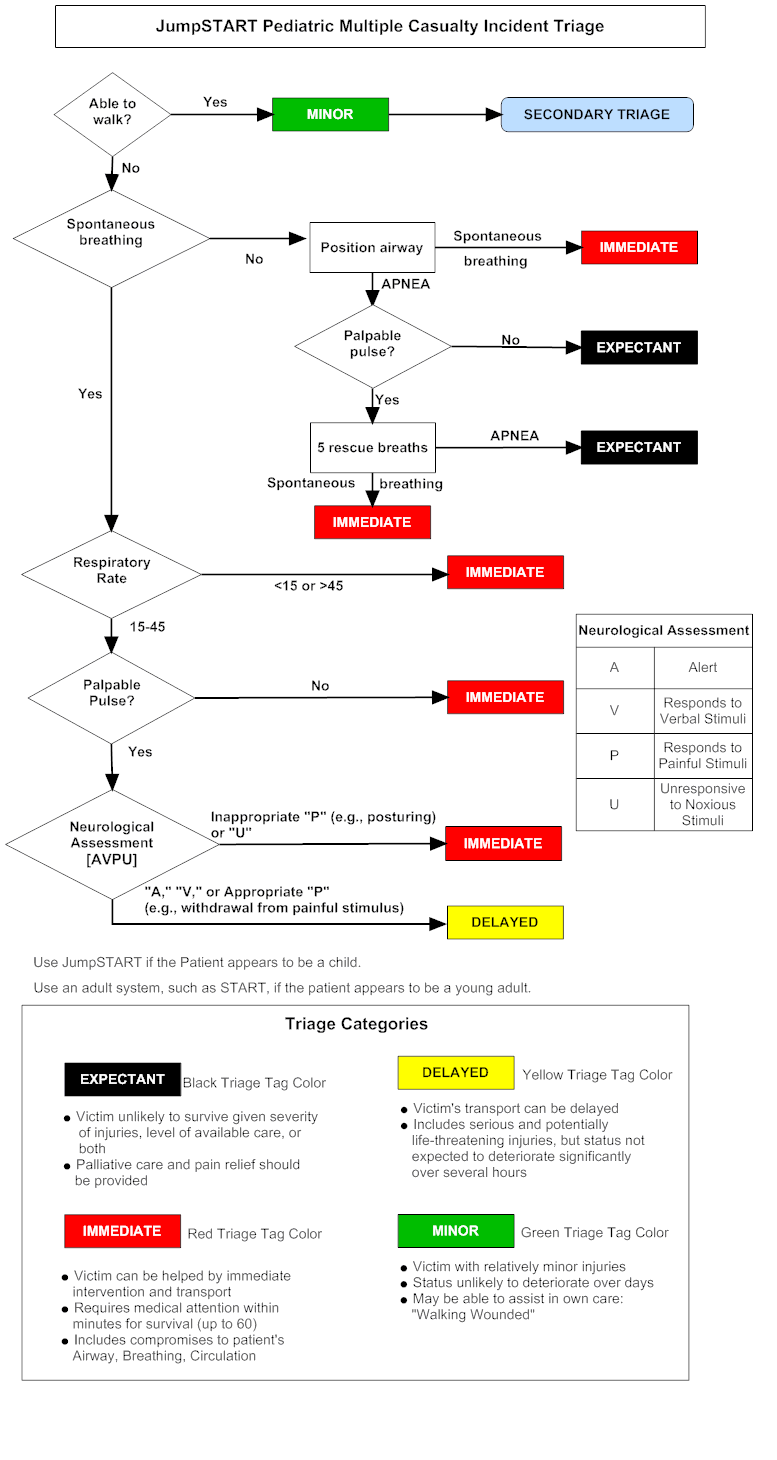 JumpSTART Pediatric Multiple Casualty Incident Triage
Able to
walk?
Yes
MINOR
SECONDARY TRIAGE
No
Spontaneous
breathing
No
Position airway
Spontaneous
breathing
IMMEDIATE
APNEA
Palpable
pulse?
No
EXPECTANT
Yes
Yes
5 rescue breaths
APNEA
EXPECTANT
Spontaneous breathing
IMMEDIATE
Respiratory
Rate
<15 or >45
IMMEDIATE
15-45
Palpable
Pulse?
No
IMMEDIATE
Yes
Neurological
Assessment
[AVPU]
Inappropriate "P" (e.g., posturing)
or "U"
IMMEDIATE
"A," "V," or Appropriate "P"
(e.g., withdrawal from painful stimulus)
DELAYED
Neurological Assessment
A Alert
V Responds to
Verbal Stimuli
P Responds to
Painful Stimuli
U Unresponsive
to Noxious
Stimuli
Use JumpSTART if the Patient appears to be a child.
Use an adult system, such as START, if the patient appears to be a young adult.
Triage Categories
EXPECTANT Black Triage Tag Color
● Victim unlikely to survive given severity
of injuries, level of available care, or
both
● Palliative care and pain relief should
be provided
DELAYED Yellow Triage Tag Color
● Victim's transport can be delayed
● Includes serious and potentially
life-threatening injuries, but status not
expected to deteriorate significantly
over several hours
IMMEDIATE Red Triage Tag Color
● Victim can be helped by immediate
intervention and transport
● Requires medical attention within
minutes for survival (up to 60)
● Includes compromises to patient's
Airway, Breathing, Circulation
MINOR Green Triage Tag Color
● Victim with relatively minor injuries
● Status unlikely to deteriorate over days
● May be able to assist in own care:
"Walking Wounded"